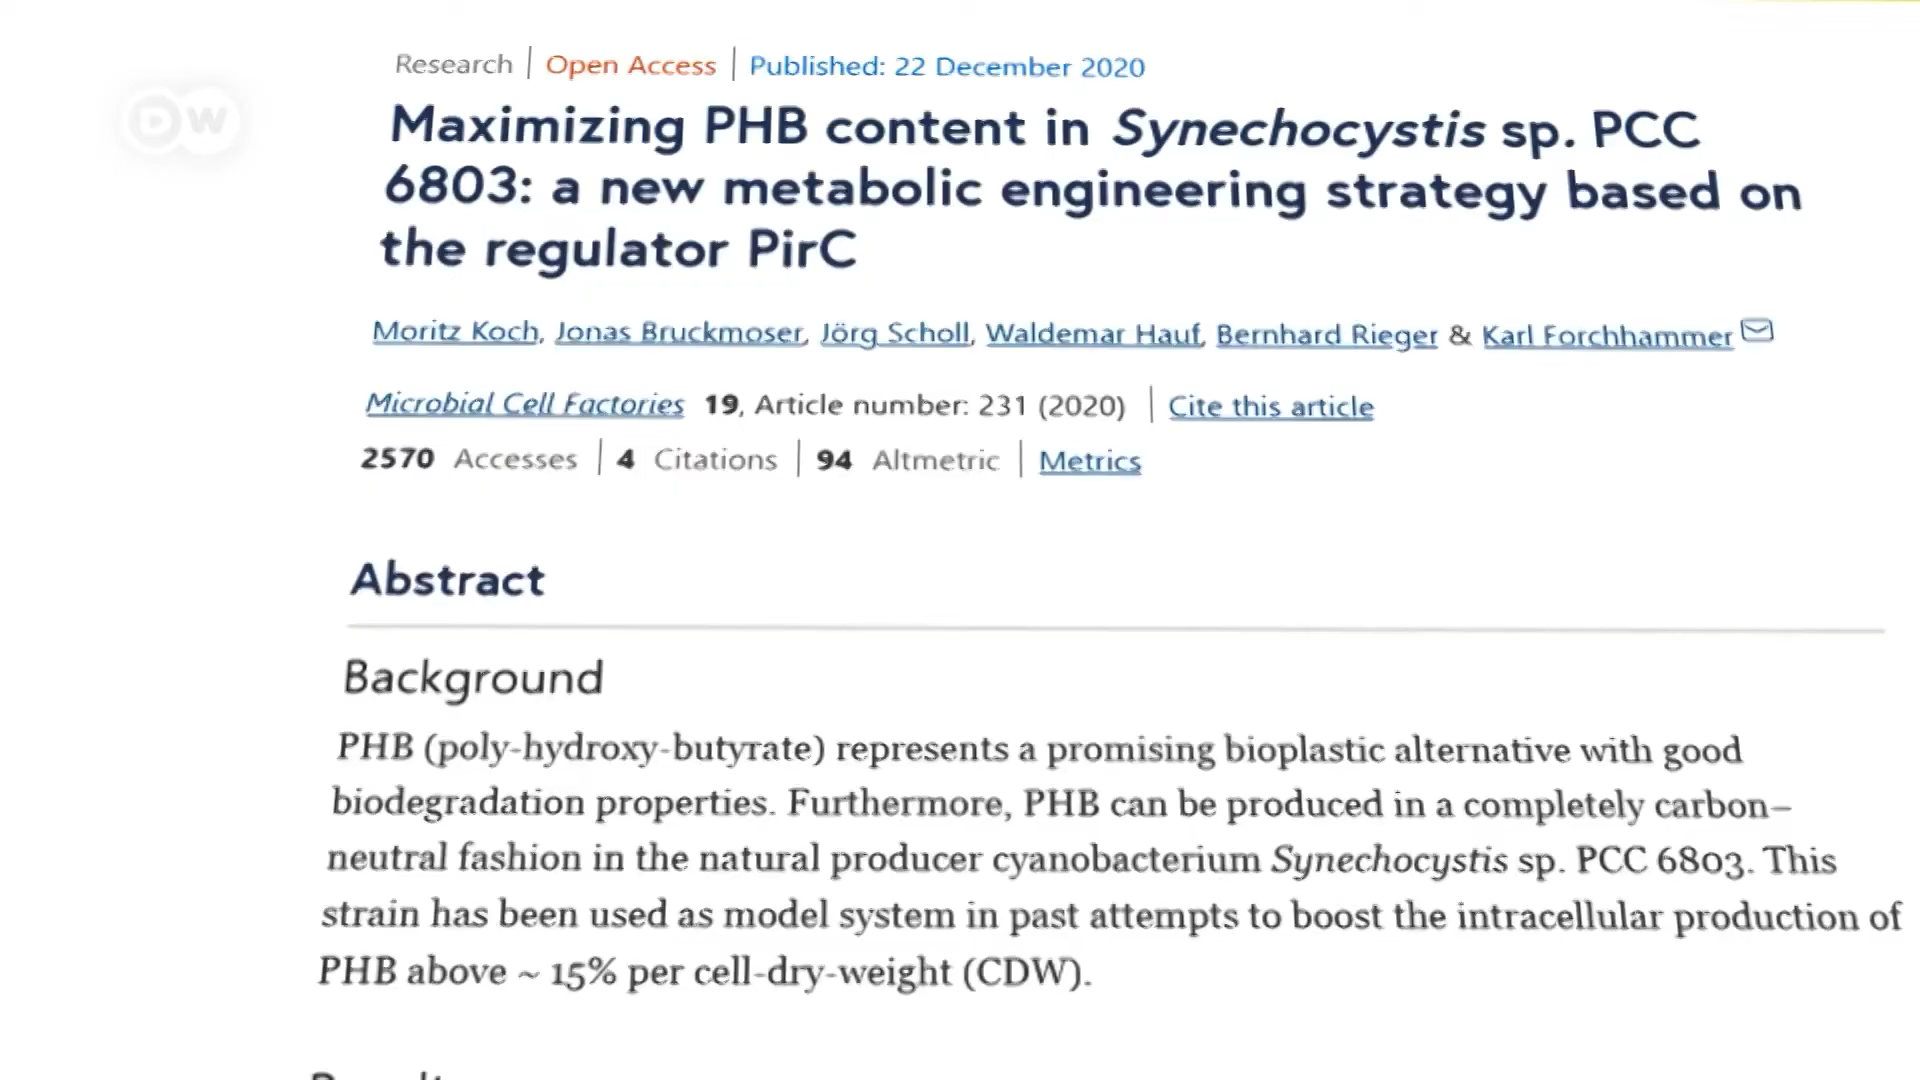 Research | Open Access | Published: 22 December 2020
DW
Maximizing PHB content in Synechocystis sp. PCC
6803: a new metabolic engineering strategy based on
the regulator PirC
Moritz Koch, Jonas Bruckmoser, Jörg Scholl, Waldemar Hauf, Bernhard Rieger & Karl Forchhammer
Microbial Cell Factories 19, Article number: 231 (2020) | Cite this article
2570 Accesses | 4 Citations | 94 Altmetric | Metrics
Abstract
Background
PHB (poly-hydroxy-butyrate) represents a promising bioplastic alternative with good
biodegradation properties. Furthermore, PHB can be produced in a completely carbon–
neutral fashion in the natural producer cyanobacterium Synechocystis sp. PCC 6803. This
strain has been used as model system in past attempts to boost the intracellular production of
PHB above ~ 15% per cell-dry-weight (CDW).